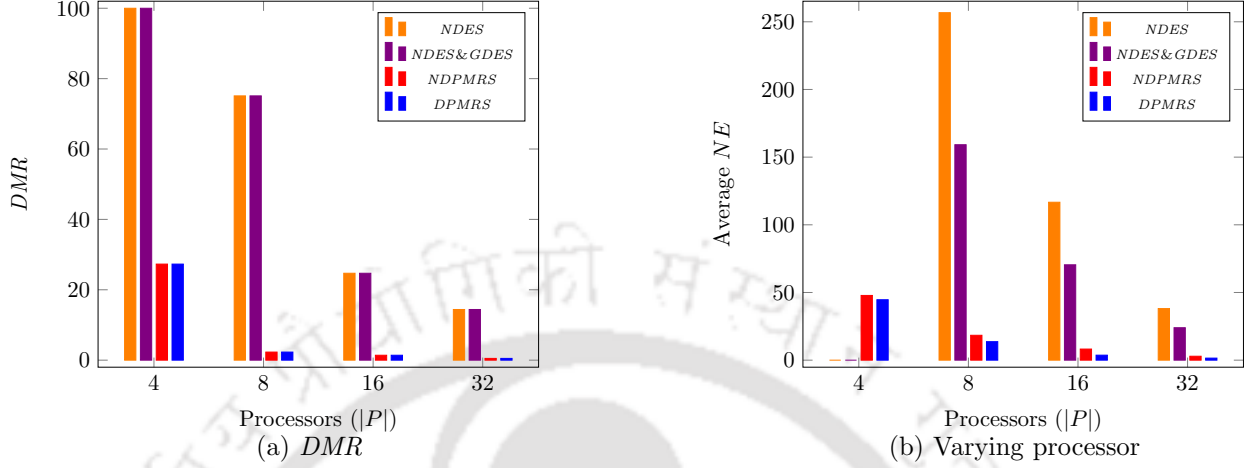 100
80
60
40
20
0
DMR
NDES
NDES&GDES
NDPMRS
DPMRS
4 8 16 32
Processors (|P|)
(a) DMR
250
200
150
100
50
0
Average NE
NDES
NDES&GDES
NDPMRS
DPMRS
4 8 16 32
Processors (|P|)
(b) Varying processor